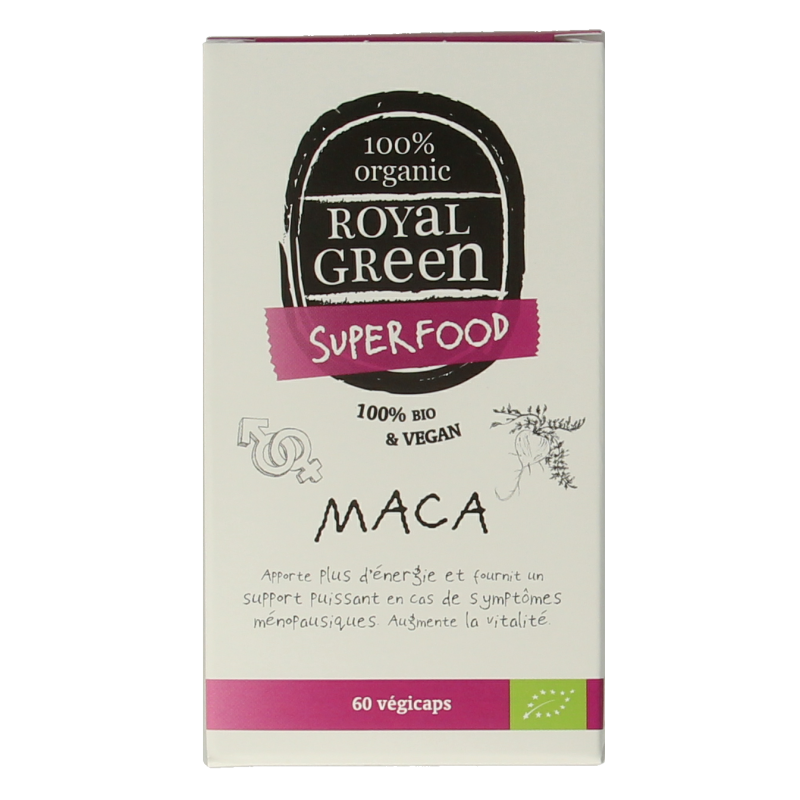 100%
organic
ROYaL
GReen
SUPERFOOD
100% BIO
& VEGAN
MACA
Apporte plus d'énergie et fournit un
support puissant en cas de symptômes
ménopausiques. Augmente la vitalité.
60 végicaps